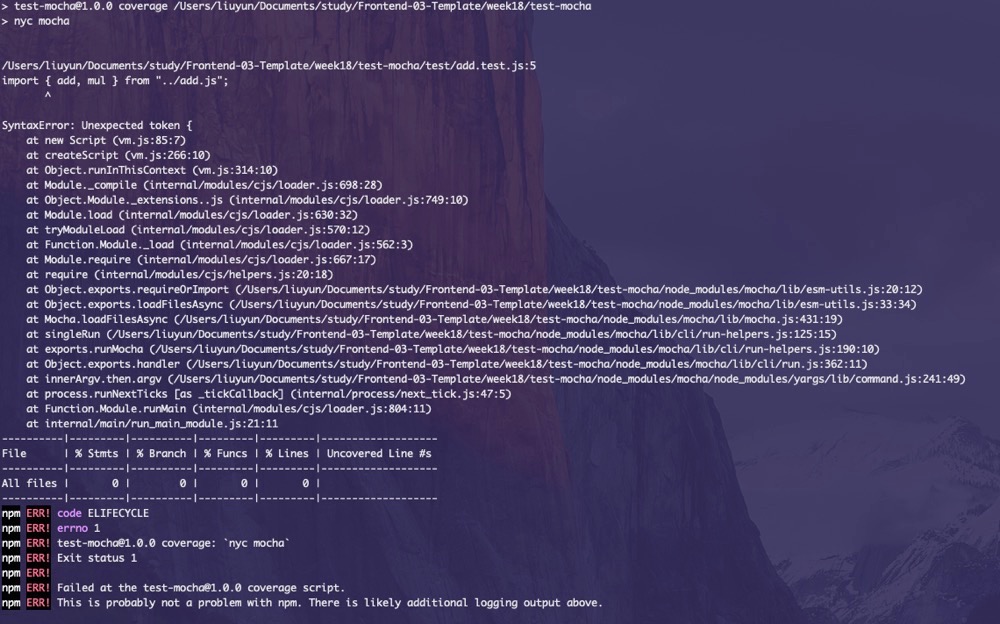 > test-mocha@1.0.0 coverage /Users/liuyun/Documents/study/Frontend-03-Template/week18/test-mocha
> nyc mocha
/Users/liuyun/Documents/study/Frontend-03-Template/week18/test-mocha/test/add.test.js:5
import { add, mul } from "../add.js";
^
SyntaxError: Unexpected token {
at new Script (vm.js:85:7)
at createScript (vm.js:266:10)
at Object.runInThisContext (vm.js:314:10)
at Module._compile (internal/modules/cjs/loader.js:698:28)
at Object.Module._extensions..js (internal/modules/cjs/loader.js:749:10)
at Module.load (internal/modules/cjs/loader.js:630:32)
at tryModuleLoad (internal/modules/cjs/loader.js:570:12)
at Function.Module._load (internal/modules/cjs/loader.js:562:3)
at Module.require (internal/modules/cjs/loader.js:667:17)
at require (internal/modules/cjs/helpers.js:20:18)
at Object.exports.requireOrImport (/Users/liuyun/Documents/study/Frontend-03-Template/week18/test-mocha/node_modules/mocha/lib/esm-utils.js:20:12)
at Object.exports.loadFilesAsync (/Users/liuyun/Documents/study/Frontend-03-Template/week18/test-mocha/node_modules/mocha/lib/esm-utils.js:33:34)
at Mocha.loadFilesAsync (/Users/liuyun/Documents/study/Frontend-03-Template/week18/test-mocha/node_modules/mocha/lib/mocha.js:431:19)
at singleRun (/Users/liuyun/Documents/study/Frontend-03-Template/week18/test-mocha/node_modules/mocha/lib/cli/run-helpers.js:125:15)
at exports.runMocha (/Users/liuyun/Documents/study/Frontend-03-Template/week18/test-mocha/node_modules/mocha/lib/cli/run-helpers.js:190:10)
at Object.exports.handler (/Users/liuyun/Documents/study/Frontend-03-Template/week18/test-mocha/node_modules/mocha/lib/cli/run.js:362:11)
at innerArgv.then.argv (/Users/liuyun/Documents/study/Frontend-03-Template/week18/test-mocha/node_modules/mocha/node_modules/yargs/lib/command.js:241:49)
at process.runNextTicks [as _tickCallback] (internal/process/next_tick.js:47:5)
at Function.Module.runMain (internal/modules/cjs/loader.js:804:11)
at internal/main/run_main_module.js:21:11
----------|---------|----------|---------|---------|-------------------
File      | % Stmts | % Branch | % Funcs | % Lines | Uncovered Line #s
----------|---------|----------|---------|---------|-------------------
All files |       0 |        0 |       0 |       0 |
----------|---------|----------|---------|---------|-------------------
npm ERR! code ELIFECYCLE
npm ERR! errno 1
npm ERR! test-mocha@1.0.0 coverage: `nyc mocha`
npm ERR! Exit status 1
npm ERR!
npm ERR! Failed at the test-mocha@1.0.0 coverage script.
npm ERR! This is probably not a problem with npm. There is likely additional logging output above.